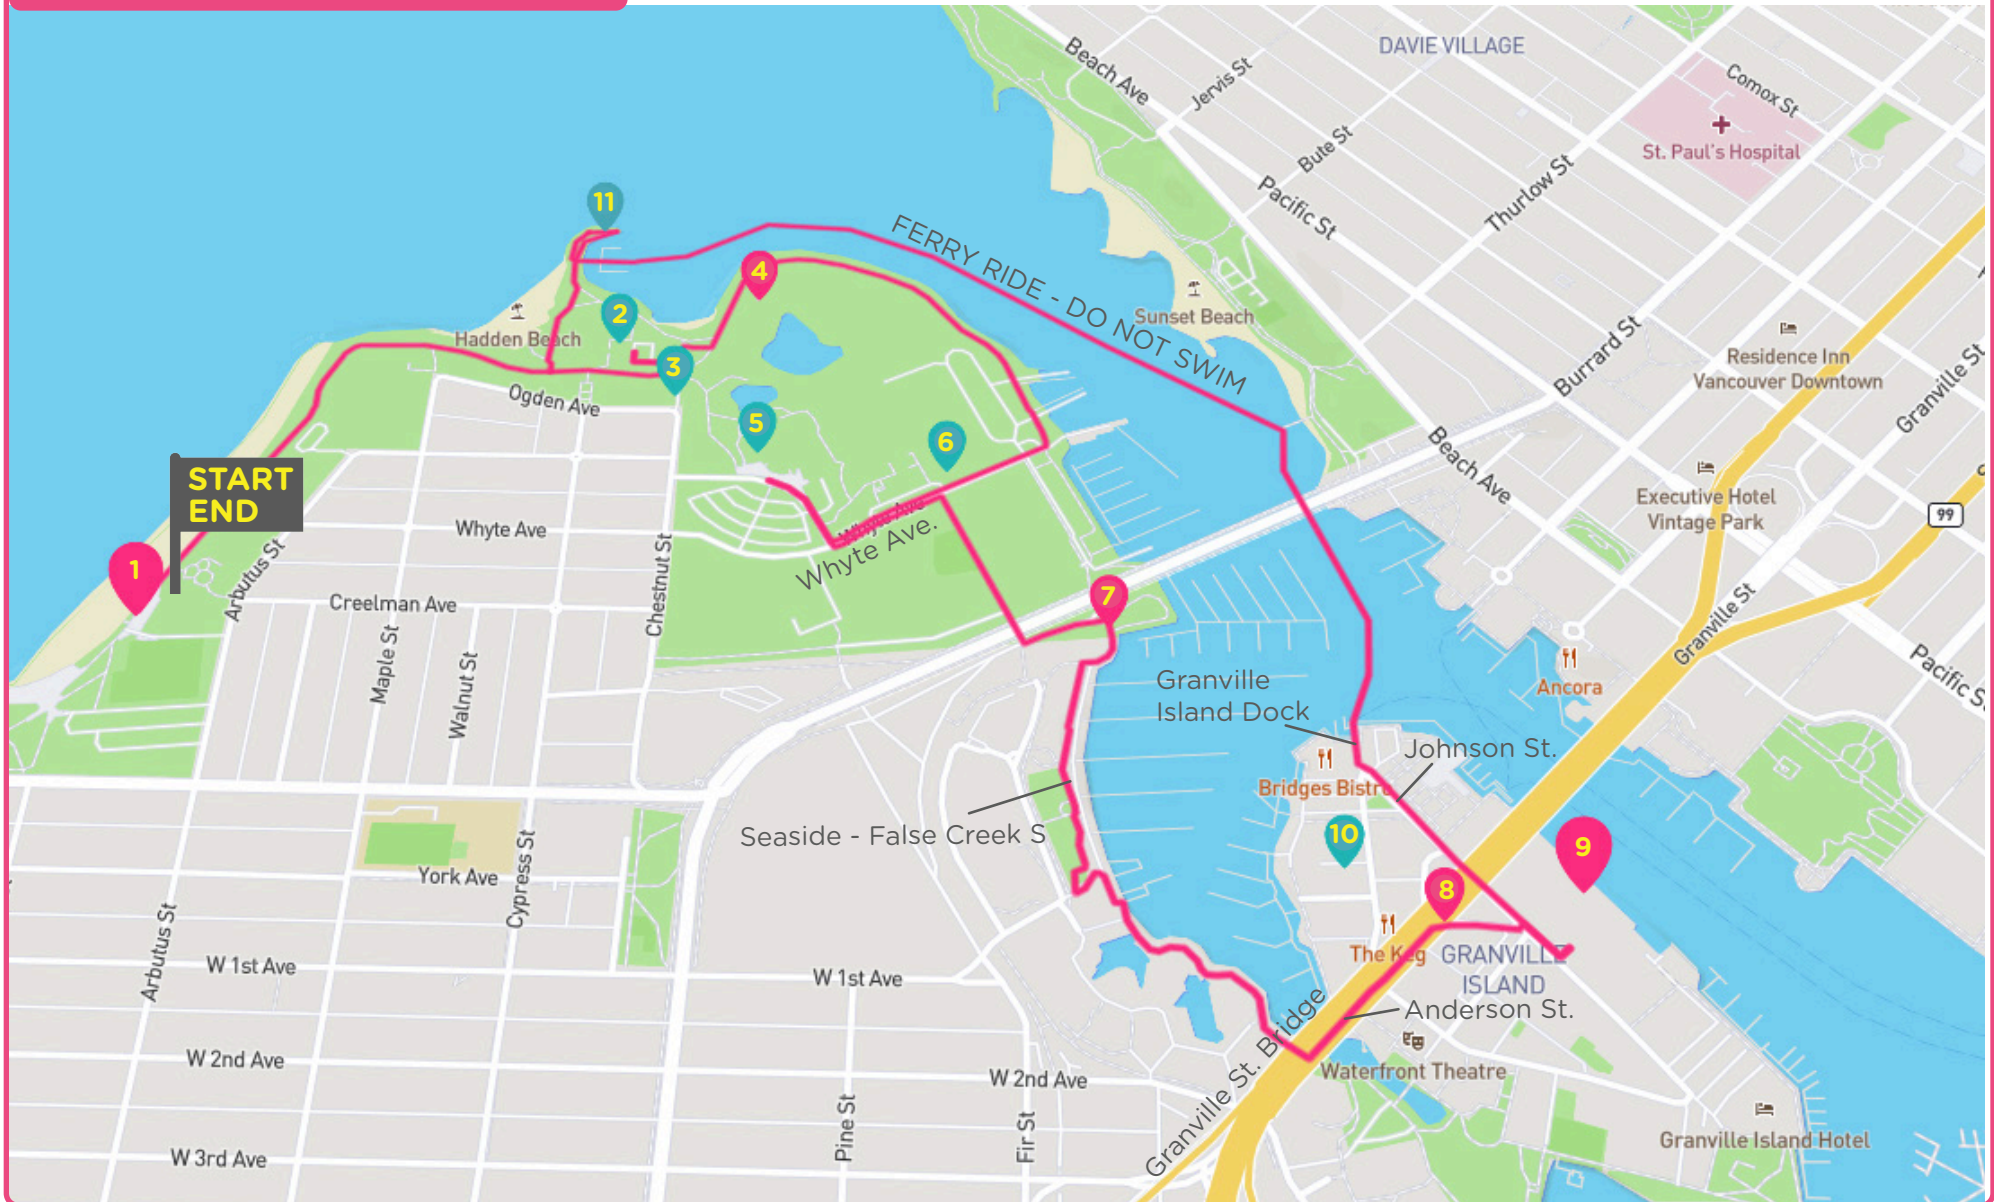 DAVIE VILLAGE
Beach Ave
Jervis St
Comox St
St. Paul's Hospital
Bute St
Thurlow St
Pacific St
11
FERRY RIDE - DO NOT SWIM
4
2
Hadden Beach
3
Sunset Beach
Burrard St
Residence Inn
Vancouver Downtown
Granville St
Ogden Ave
5
6
Beach Ave
START
END
Executive Hotel
Vintage Park
99
Whyte Ave
Whyte Ave
Whyte Ave.
1
Arbutus St
Creelman Ave
Chestnut St
7
Maple St
Walnut St
Granville St
Pacific S
Granville
Island Dock
Ancora
Johnson St.
Bridges Bistro
Seaside - False Creek S
10
9
8
York Ave
Cypress St
Arbutus St
The Keg
GRANVILLE
ISLAND
W 1st Ave
W 1st Ave
Anderson St.
Granville St. Bridge
Waterfront Theatre
W 2nd Ave
W 2nd Ave
Pine St
Fir St
Granville Island Hotel
W 3rd Ave